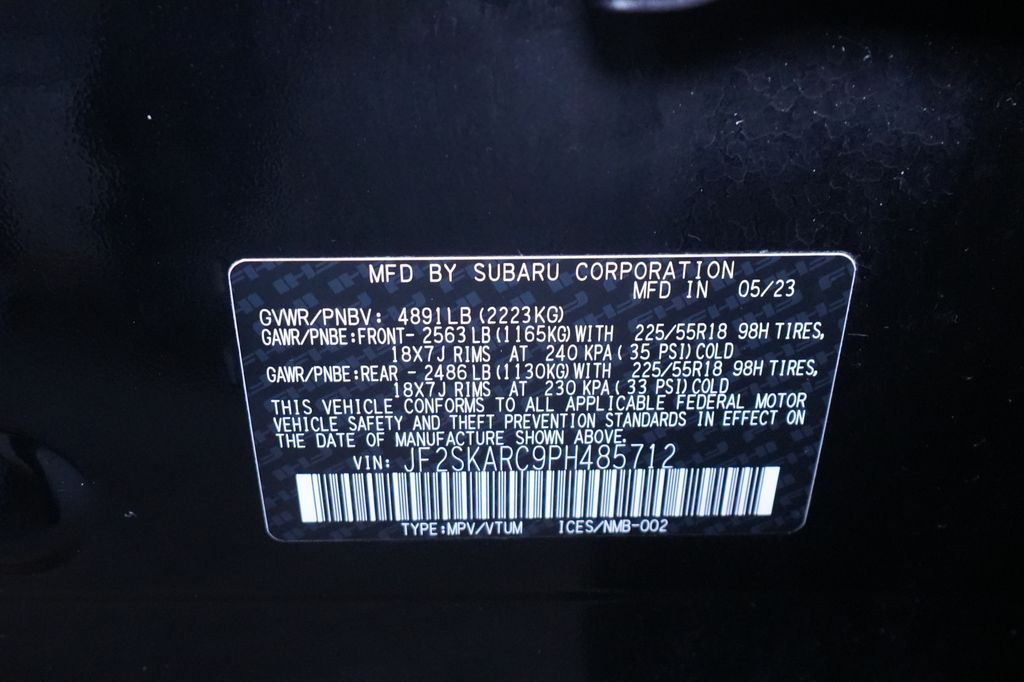 MFD BY SUBARU CORPORATION
MFD IN 05/23
GVWR/PNBV: 4891LB(2223KG)
GAWR/PNBE:FRONT- 2563LB(1165KG)WITH 225/55R18 98H TIRES,
18X7J RIMS AT 240 KPA( 35 PSI)COLD
GAWR/PNBE:REAR - 2486LB(1130KG)WITH 225/55R18 98H TIRES,
18X7J RIMS AT 230 KPA( 33 PSI)COLD
THIS VEHICLE CONFORMS TO ALL APPLICABLE FEDERAL MOTOR
VEHICLE SAFETY AND THEFT PREVENTION STANDARDS IN EFFECT ON
THE DATE OF MANUFACTURE SHOWN ABOVE.
VIN: JF2SKARC9PH485712
TYPE:MPV/VTUM ICES/NMB-002